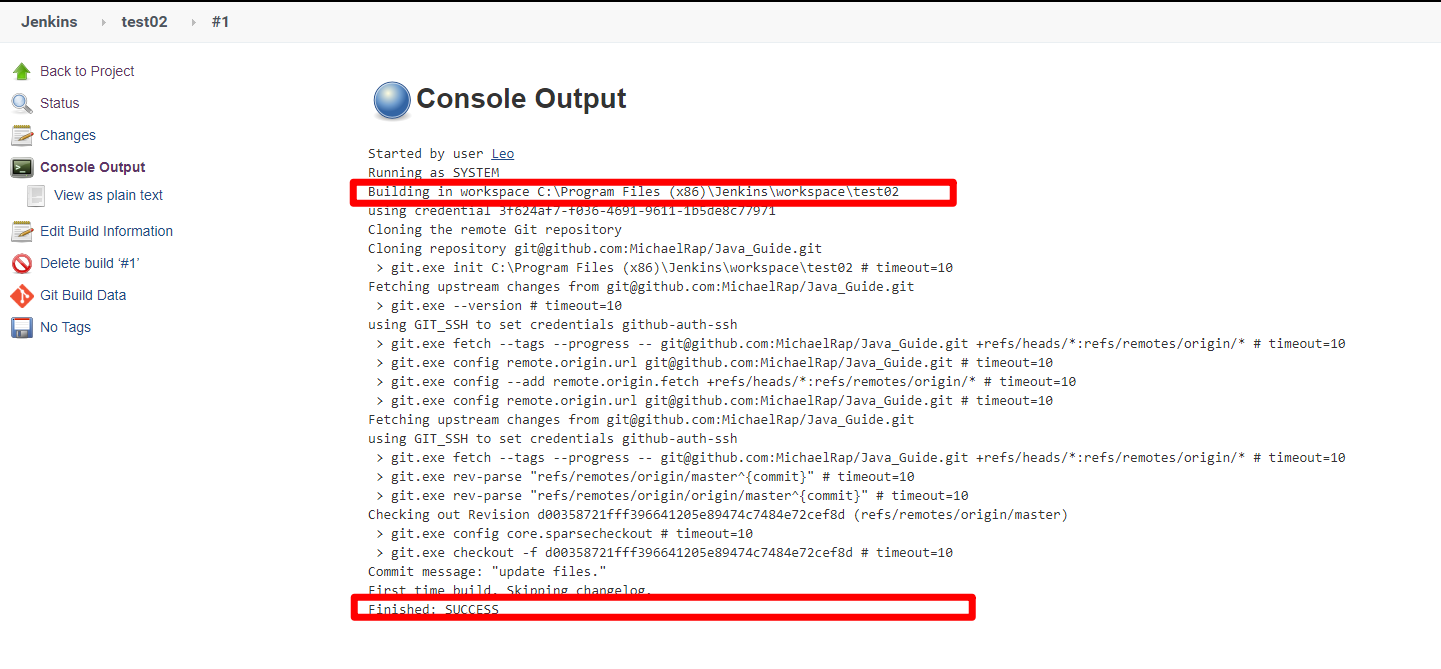 Jenkins test02 #1
Back to Project
Status
Changes
Console Output
View as plain text
Edit Build Information
Delete build ‘#1’
Git Build Data
No Tags
Console Output
Started by user Leo
Running as SYSTEM
Building in workspace C:\Program Files (x86)\Jenkins\workspace\test02
using credential 3f624af7-f036-4691-9611-1b5de8c77971
Cloning the remote Git repository
Cloning repository git@github.com:MichaelRap/Java_Guide.git
> git.exe init C:\Program Files (x86)\Jenkins\workspace\test02 # timeout=10
Fetching upstream changes from git@github.com:MichaelRap/Java_Guide.git
> git.exe --version # timeout=10
using GIT_SSH to set credentials github-auth-ssh
> git.exe fetch --tags --progress -- git@github.com:MichaelRap/Java_Guide.git +refs/heads/*:refs/remotes/origin/* # timeout=10
> git.exe config remote.origin.url git@github.com:MichaelRap/Java_Guide.git # timeout=10
> git.exe config --add remote.origin.fetch +refs/heads/*:refs/remotes/origin/* # timeout=10
> git.exe config remote.origin.url git@github.com:MichaelRap/Java_Guide.git # timeout=10
Fetching upstream changes from git@github.com:MichaelRap/Java_Guide.git
using GIT_SSH to set credentials github-auth-ssh
> git.exe fetch --tags --progress -- git@github.com:MichaelRap/Java_Guide.git +refs/heads/*:refs/remotes/origin/* # timeout=10
> git.exe rev-parse "refs/remotes/origin/master^{commit}" # timeout=10
> git.exe rev-parse "refs/remotes/origin/origin/master^{commit}" # timeout=10
Checking out Revision d00358721fff396641205e89474c7484e72cef8d (refs/remotes/origin/master)
> git.exe config core.sparsecheckout # timeout=10
> git.exe checkout -f d00358721fff396641205e89474c7484e72cef8d # timeout=10
Commit message: "update files."
First time build. Skipping changelog.
Finished: SUCCESS